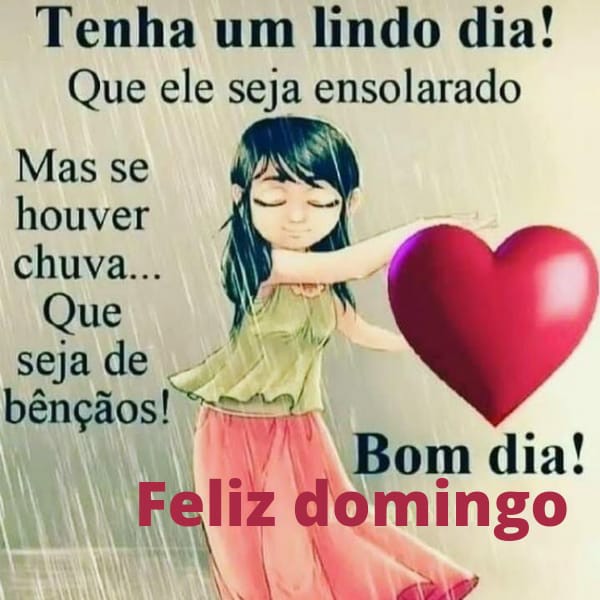 Tenha um lindo dia!
Que ele seja ensolarado
Mas se
houver
chuva...
Que
seja de
bênçãos!
Bom dia!
Feliz domingo